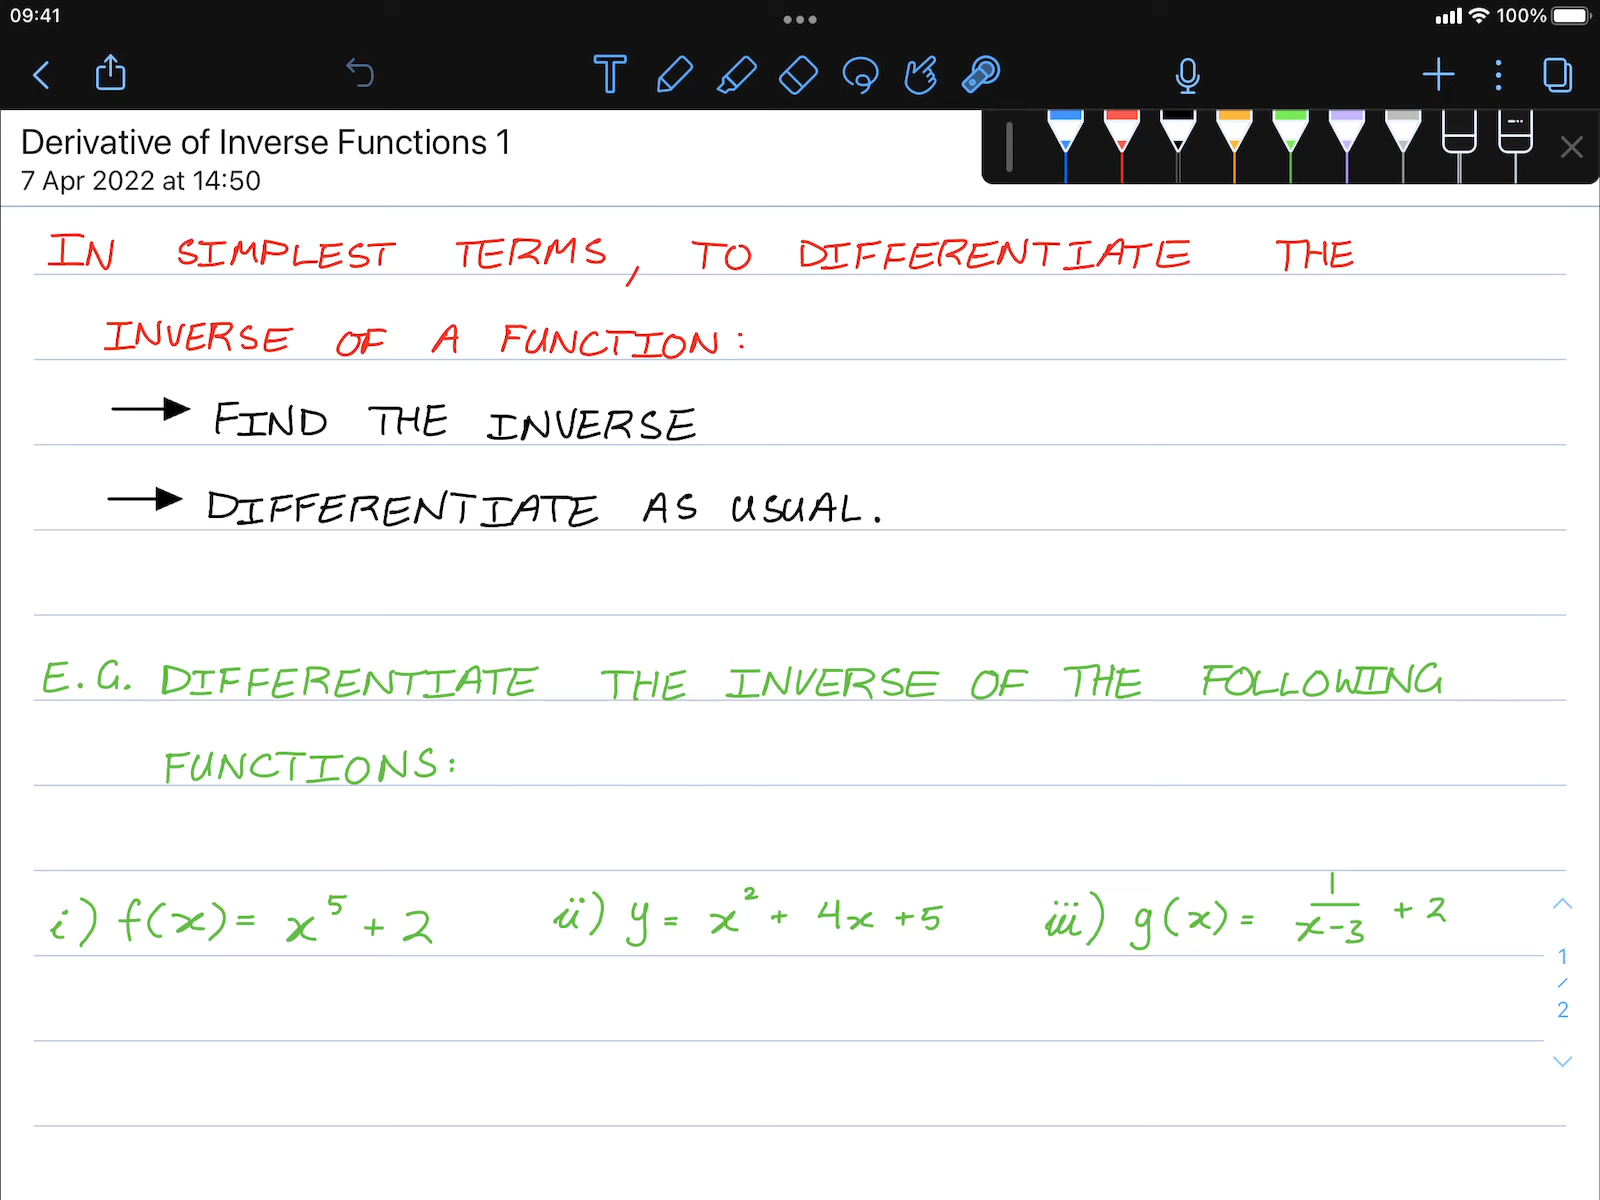 09:41
100%
Derivative of Inverse Functions 1
7 Apr 2022 at 14:50
IN SIMPLEST TERMS, TO DIFFERENTIATE THE
INVERSE OF A FUNCTION:
→ FIND THE INVERSE
→ DIFFERENTIATE AS USUAL.
E.G. DIFFERENTIATE THE INVERSE OF THE FOLLOWING
FUNCTIONS:
i) f(x) = x⁵ + 2 ii) y = x² + 4x + 5 iii) g(x) = 1/(x-3) + 2
1
/
2